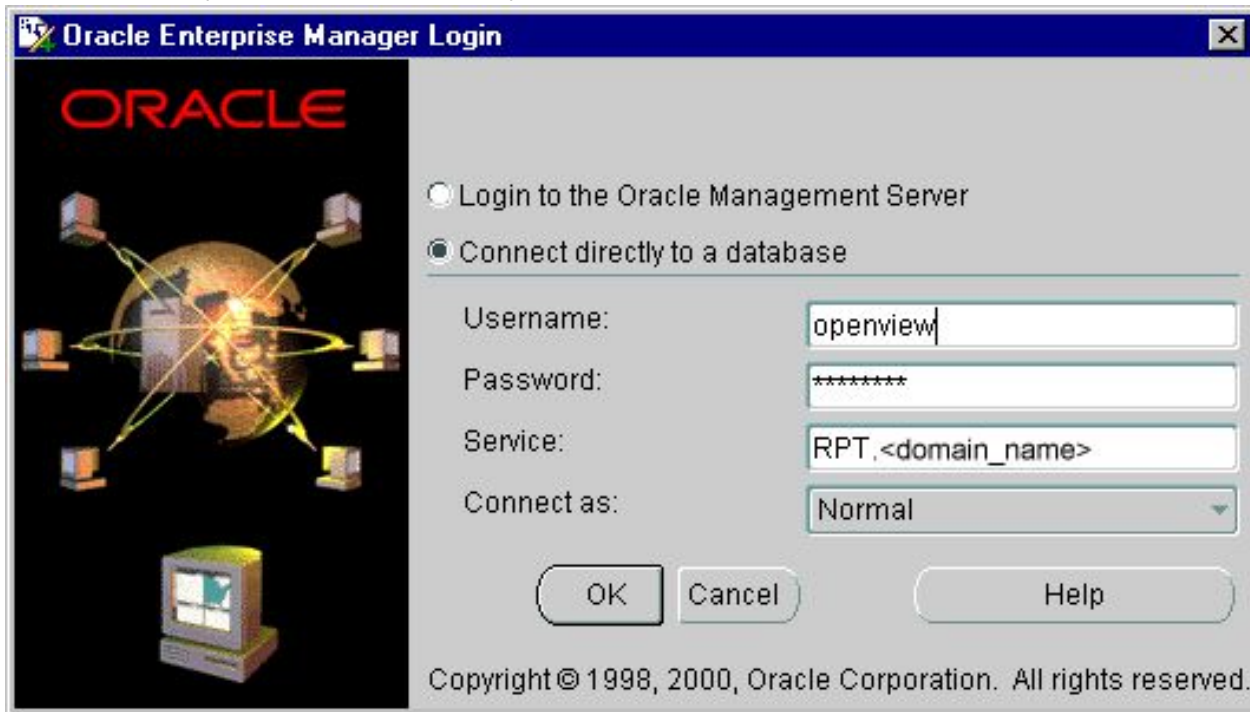 Oracle Enterprise Manager Login
ORACLE
Login to the Oracle Management Server
Connect directly to a database
Username: openview
Password: ********
Service: RPT.<domain_name>
Connect as: Normal
OK Cancel Help
Copyright © 1998, 2000, Oracle Corporation. All rights reserved.